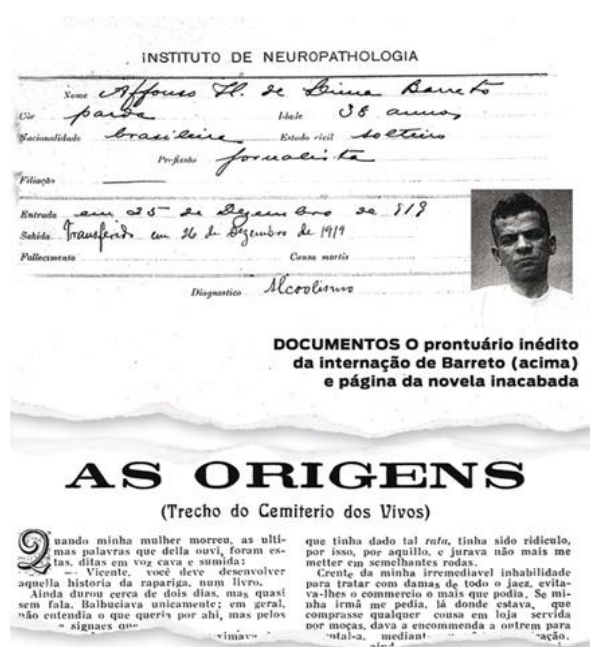 INSTITUTO DE NEUROPATHOLOGIA
Nome Affonso H. de Lima Barreto
Côr parda Idade 38 annos
Nacionalidade brasileira Estado civil solteiro
Profissão jornalista
Filiação
Entrada em 25 de Dezembro de 919
Sahida Transferido em 26 de Dezembro de 1919
Fallecimento Causa mortis
Diagnostico Alcoolismo
DOCUMENTOS O prontuário inédito
da internação de Barreto (acima)
e página da novela inacabada
AS ORIGENS
(Trecho do Cemiterio dos Vivos)
Quando minha mulher morreu, as ulti-
mas palavras que della ouvi, foram es-
tas, ditas em voz cava e sumida:
— Vicente, você deve desenvolver
aquella historia da rapariga, num livro.
Ainda durou cerca de dois dias, mas quasi
sem fala. Balbuciava unicamente; em geral,
não entendia o que queria por ahi, mas pelos
signaes que
que tinha dado tal rata, tinha sido ridiculo,
por isso, por aquillo, e jurava não mais me
metter em semelhantes rodas.
Crente da minha irremediavel inhabilidade
para tratar com damas de todo o jaez, evita-
va-lhes o commercio o mais que podia. Se mi-
nha irmã me pedia, lá donde estava, que
comprasse qualquer cousa em loja servida
por moças, dava a encommenda a outrem para
mediant